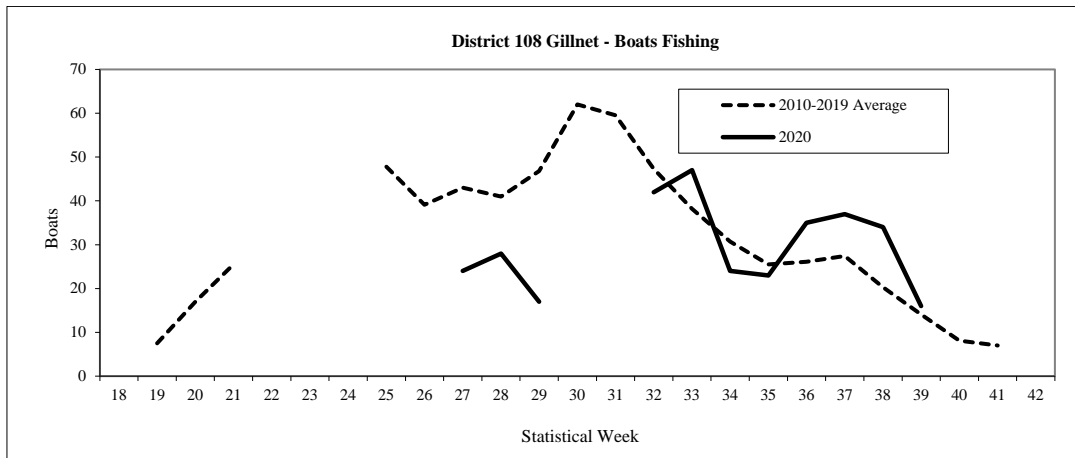 District 108 Gillnet - Boats Fishing
70
60
50
40
30
20
10
0
Boats
2010-2019 Average
2020
18 19 20 21 22 23 24 25 26 27 28 29 30 31 32 33 34 35 36 37 38 39 40 41 42
Statistical Week